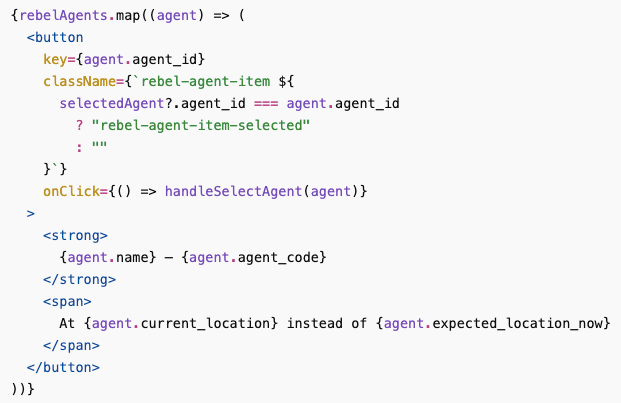 {rebelAgents.map((agent) => (
  <button
    key={agent.agent_id}
    className={`rebel-agent-item ${
      selectedAgent?.agent_id === agent.agent_id
        ? "rebel-agent-item-selected"
        : ""
    }`}
    onClick={() => handleSelectAgent(agent)}
  >
    <strong>
      {agent.name} — {agent.agent_code}
    </strong>
    <span>
      At {agent.current_location} instead of {agent.expected_location_now}
    </span>
  </button>
))}